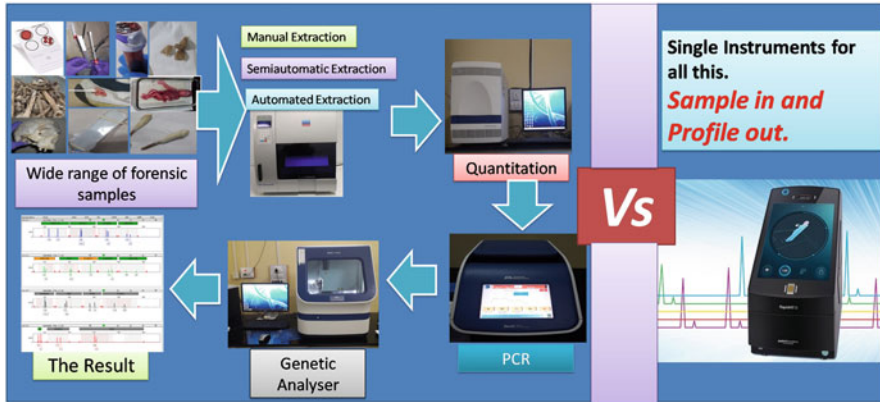 Manual Extraction
Semiautomatic Extraction
Automated Extraction
Wide range of forensic
samples
Quantitation
PCR
Genetic
Analyser
The Result
Vs
Single Instruments for
all this.
Sample in and
Profile out.